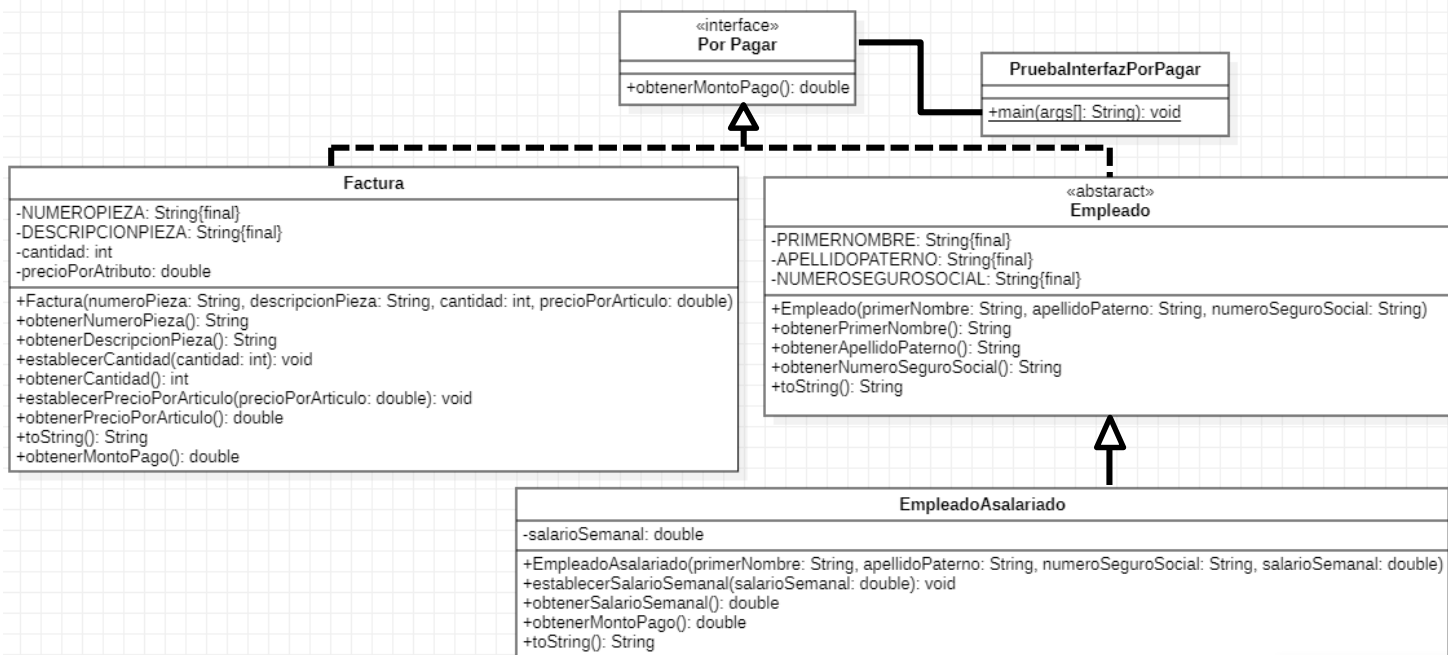 «interface»
Por Pagar
+obtenerMontoPago(): double
PruebaInterfazPorPagar
+main(args[]: String): void
Factura
-NUMEROPIEZA: String{final}
-DESCRIPCIONPIEZA: String{final}
-cantidad: int
-precioPorAtributo: double
+Factura(numeroPieza: String, descripcionPieza: String, cantidad: int, precioPorArticulo: double)
+obtenerNumeroPieza(): String
+obtenerDescripcionPieza(): String
+establecerCantidad(cantidad: int): void
+obtenerCantidad(): int
+establecerPrecioPorArticulo(precioPorArticulo: double): void
+obtenerPrecioPorArticulo(): double
+toString(): String
+obtenerMontoPago(): double
«abstaract»
Empleado
-PRIMERNOMBRE: String{final}
-APELLIDOPATERNO: String{final}
-NUMEROSEGUROSOCIAL: String{final}
+Empleado(primerNombre: String, apellidoPaterno: String, numeroSeguroSocial: String)
+obtenerPrimerNombre(): String
+obtenerApellidoPaterno(): String
+obtenerNumeroSeguroSocial(): String
+toString(): String
EmpleadoAsalariado
-salarioSemanal: double
+EmpleadoAsalariado(primerNombre: String, apellidoPaterno: String, numeroSeguroSocial: String, salarioSemanal: double)
+establecerSalarioSemanal(salarioSemanal: double): void
+obtenerSalarioSemanal(): double
+obtenerMontoPago(): double
+toString(): String